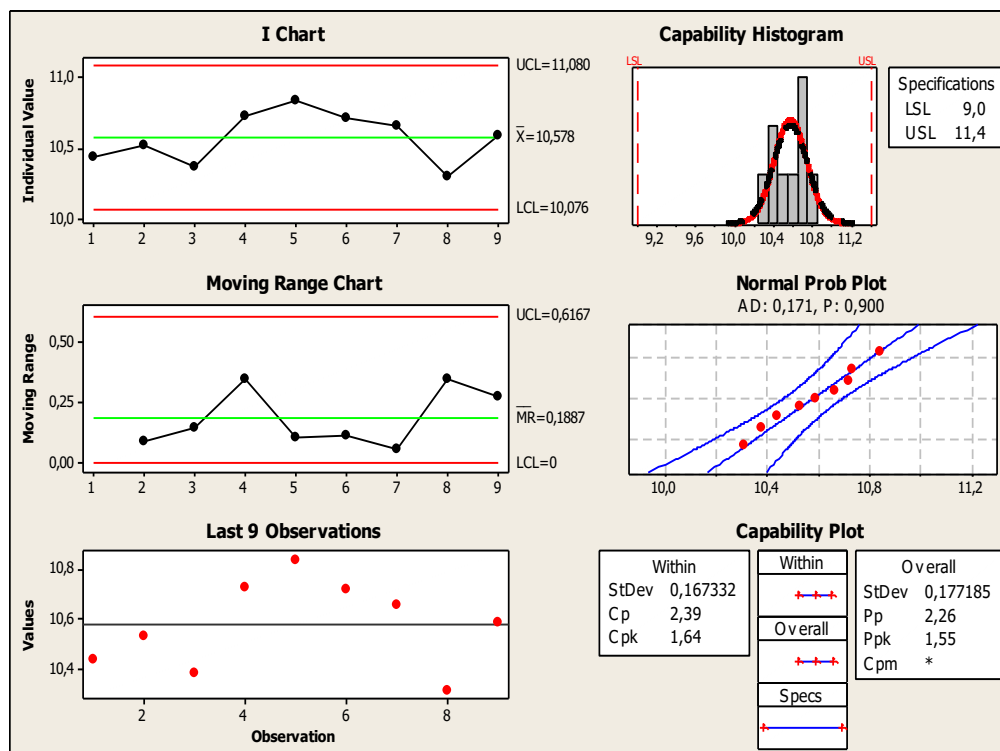 I Chart
Individual Value
11,0
10,5
10,0
1 2 3 4 5 6 7 8 9
UCL=11,080
X=10,578
LCL=10,076
Capability Histogram
LSL USL
9,2 10,0 10,4 10,8 11,2
Specifications
LSL 9,0
USL 11,4
Moving Range Chart
Moving Range
0,50
0,25
0,00
1 2 3 4 5 6 7 8 9
UCL=0,6167
MR=0,1887
LCL=0
Normal Prob Plot
AD: 0,171, P: 0,900
10,0 10,4 10,8 11,2
Last 9 Observations
Values
10,8
10,6
10,4
2 4 6 8
Observation
Capability Plot
Within
StDev 0,167332
Cp 2,39
Cpk 1,64
Within
Overall
Specs
Overall
StDev 0,177185
Pp 2,26
Ppk 1,55
Cpm *